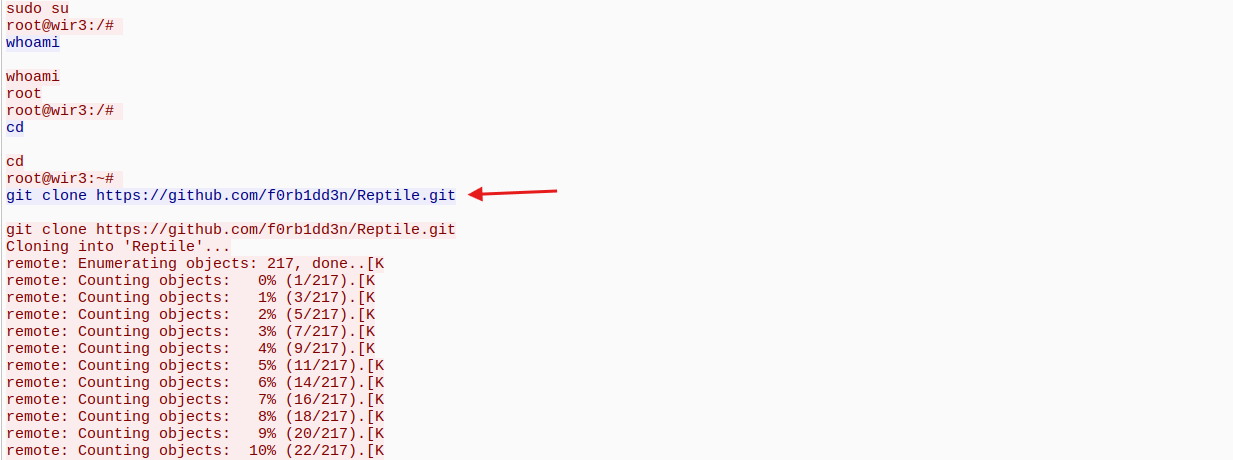 sudo su
root@wir3:/#
whoami
whoami
root
root@wir3:/#
cd
cd
root@wir3:~#
git clone https://github.com/f0rb1dd3n/Reptile.git
git clone https://github.com/f0rb1dd3n/Reptile.git
Cloning into 'Reptile'...
remote: Enumerating objects: 217, done..[K
remote: Counting objects:   0% (1/217).[K
remote: Counting objects:   1% (3/217).[K
remote: Counting objects:   2% (5/217).[K
remote: Counting objects:   3% (7/217).[K
remote: Counting objects:   4% (9/217).[K
remote: Counting objects:   5% (11/217).[K
remote: Counting objects:   6% (14/217).[K
remote: Counting objects:   7% (16/217).[K
remote: Counting objects:   8% (18/217).[K
remote: Counting objects:   9% (20/217).[K
remote: Counting objects:  10% (22/217).[K